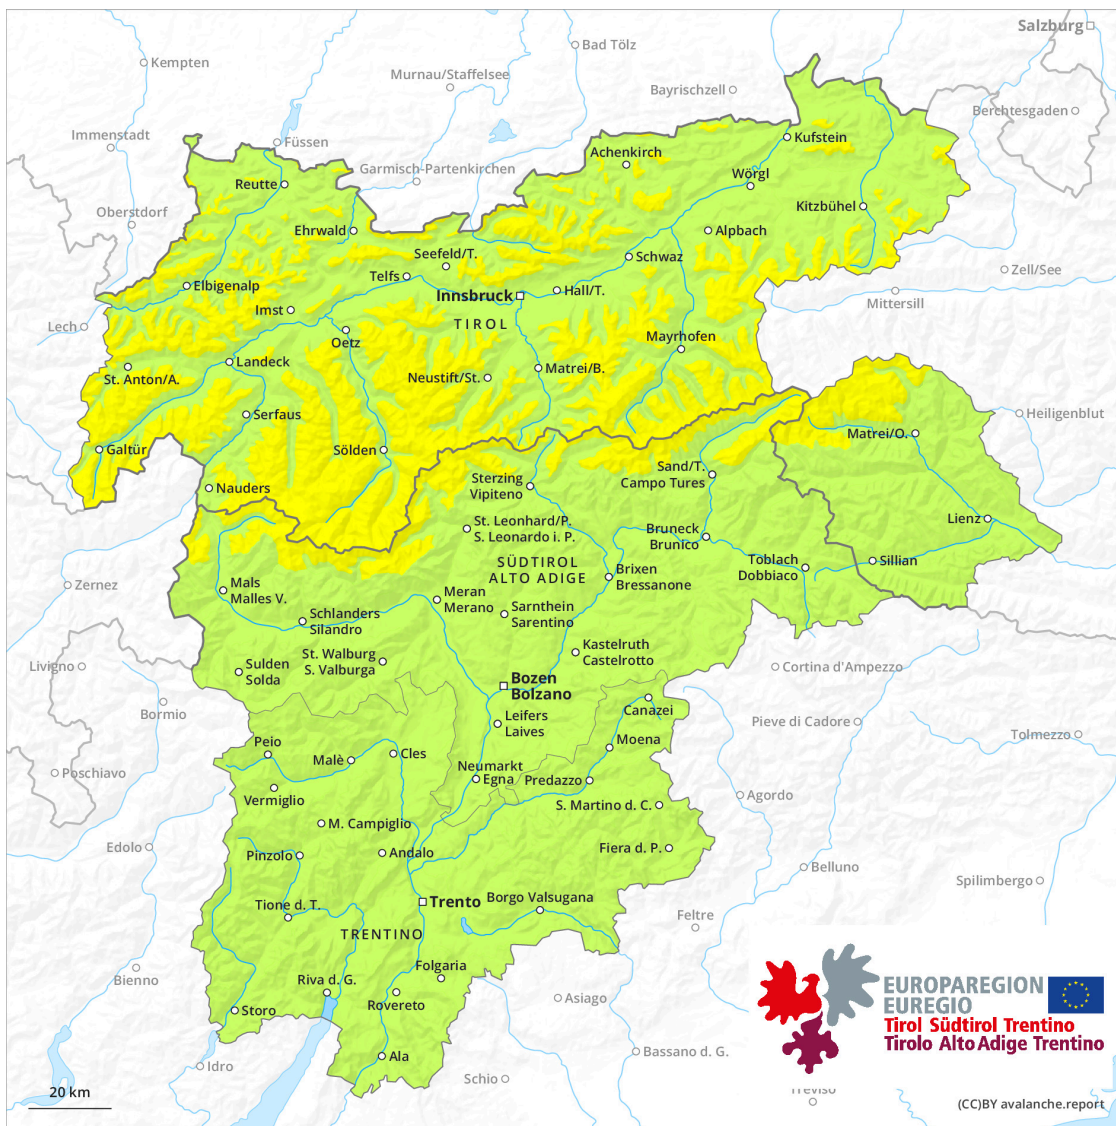 Salzburg
Bad Tölz
Kempten
Murnau/Staffelsee
Bayrischzell
Berchtesgaden
Immenstadt
Füssen
Kufstein
Achenkirch
Garmisch-Partenkirchen
Wörgl
Reutte
Oberstdorf
Kitzbühel
Ehrwald
Alpbach
Seefeld/T.
Schwaz
Telfs
Zell/See
Elbigenalp
Hall/T.
Innsbruck
Mittersill
Imst
TIROL
Lech
Oetz
Mayrhofen
Landeck
Matrei/B.
St. Anton/A.
Neustift/St.
Serfaus
Heiligenblut
Matrei/O.
Galtür
Sölden
Sand/T.
Campo Tures
Sterzing
Vipiteno
Nauders
Lienz
St. Leonhard/P.
S. Leonardo i. P.
Bruneck
Brunico
SÜDTIROL
ALTO ADIGE
Toblach
Dobbiaco
Sillian
Brixen
Bressanone
Zernez
Mals
Malles V.
Meran
Merano
Sarnthein
Sarentino
Schlanders
Silandro
Kastelruth
Castelrotto
St. Walburg
S. Valburga
Livigno
Sulden
Solda
Cortina d'Ampezzo
Bozen
Bolzano
Canazei
Bormio
Leifers
Laives
Pieve di Cadore
Tolmezzo
Peio
Moena
Cles
Malè
Neumarkt
Egna
Predazzo
Poschiavo
Vermiglio
Agordo
S. Martino d. C.
M. Campiglio
Edolo
Pinzolo
Andalo
Fiera d. P.
Belluno
Spilimbergo
Trento
Borgo Valsugana
Tione d. T.
Feltre
TRENTINO
Folgaria
Bienno
Riva d. G.
Rovereto
Asiago
Storo
EUROPAREGION
EUREGIO
Tirol Südtirol Trentino
Tirolo Alto Adige Trentino
Ala
Bassano d. G.
Idro
Schio
Treviso
20 km
(CC)BY avalanche.report